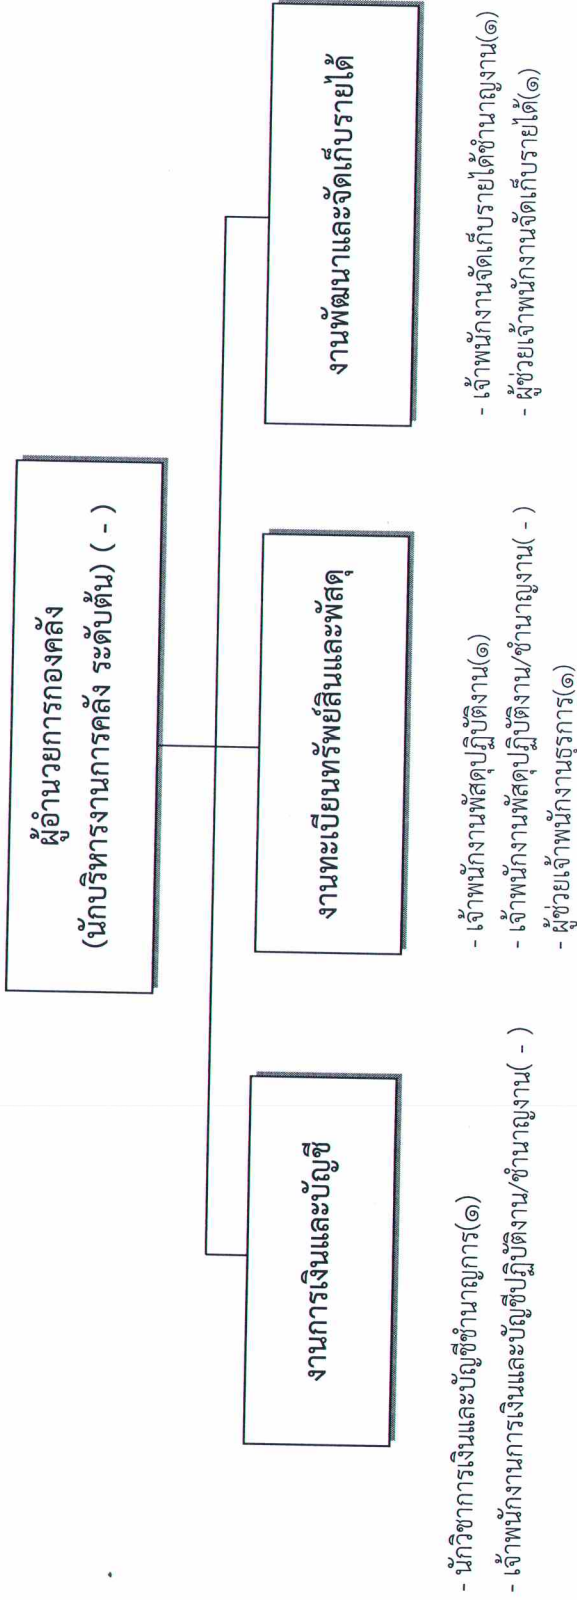 ผู้อำนวยการกองคลัง
(นักบริหารงานการคลัง ระดับต้น) ( - )
งานการเงินและบัญชี
- นักวิชาการเงินและบัญชีชำนาญการ(๑)
- เจ้าพนักงานการเงินและบัญชีปฏิบัติงาน/ชำนาญงาน( - )
งานทะเบียนทรัพย์สินและพัสดุ
- เจ้าพนักงานพัสดุปฏิบัติงาน(๑)
- เจ้าพนักงานพัสดุปฏิบัติงาน/ชำนาญงาน( - )
- ผู้ช่วยเจ้าพนักงานธุรการ(๑)
งานพัฒนาและจัดเก็บรายได้
- เจ้าพนักงานจัดเก็บรายได้ชำนาญงาน(๑)
- ผู้ช่วยเจ้าพนักงานจัดเก็บรายได้(๑)